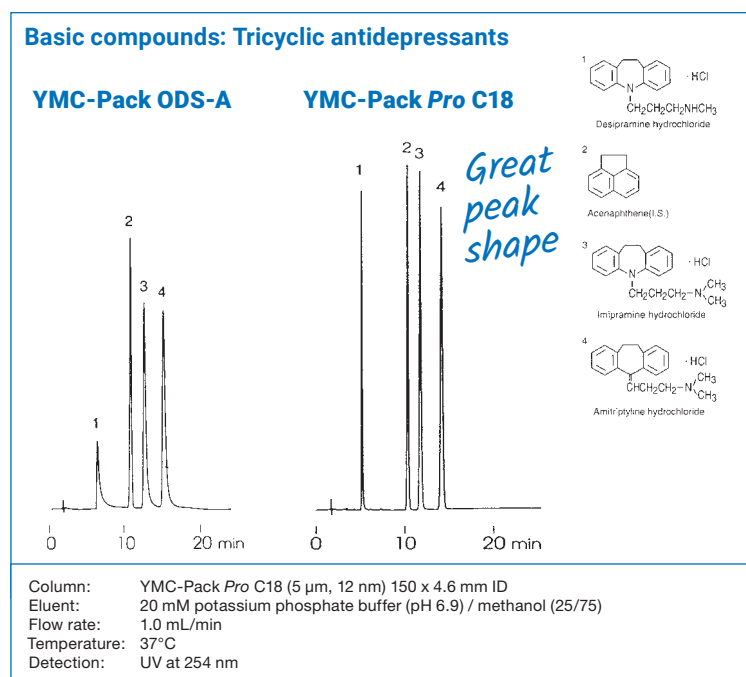 Basic compounds: Tricyclic antidepressants
YMC-Pack ODS-A
1
2
3
4
0
10
20 min
YMC-Pack Pro C18
1
2
3
4
0
10
20 min
Great
peak
shape
1
· HCl
N
CH₂CH₂CH₂NHCH₃
Desipramine hydrochloride
2
Acenaphthene(I.S.)
3
· HCl
N
CH₂CH₂CH₂–N
CH₃
CH₃
Imipramine hydrochloride
4
· HCl
CHCH₂CH₂–N
CH₃
CH₃
Amitriptyline hydrochloride
Column: YMC-Pack Pro C18 (5 µm, 12 nm) 150 x 4.6 mm ID
Eluent: 20 mM potassium phosphate buffer (pH 6.9) / methanol (25/75)
Flow rate: 1.0 mL/min
Temperature: 37°C
Detection: UV at 254 nm